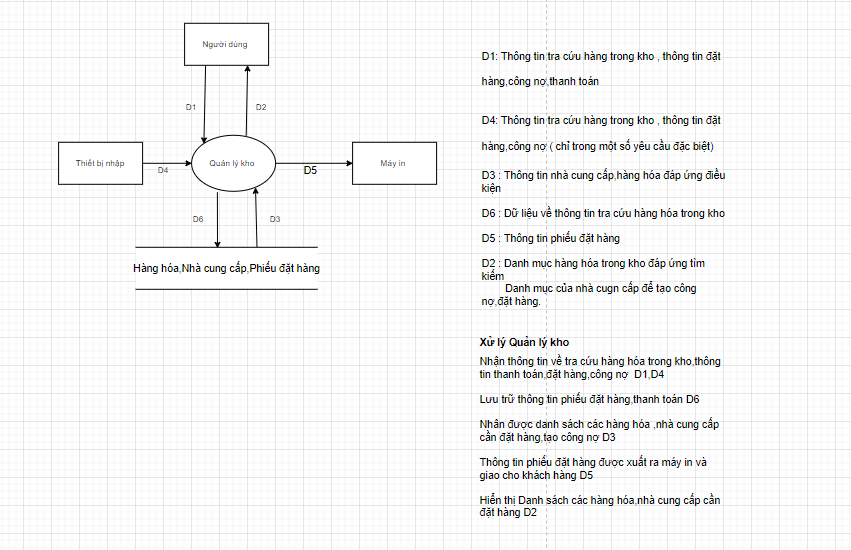 Người dùng
D1
D2
Thiết bị nhập
D4
Quản lý kho
D5
Máy in
D6
D3
Hàng hóa,Nhà cung cấp,Phiếu đặt hàng
D1: Thông tin tra cứu hàng trong kho , thông tin đặt
hàng,công nợ,thanh toán
D4: Thông tin tra cứu hàng trong kho , thông tin đặt
hàng,công nợ ( chỉ trong một số yêu cầu đặc biệt)
D3 : Thông tin nhà cung cấp,hàng hóa đáp ứng điều
kiện
D6 : Dữ liệu về thông tin tra cứu hàng hóa trong kho
D5 : Thông tin phiếu đặt hàng
D2 : Danh mục hàng hóa trong kho đáp ứng tìm
kiếm
Danh mục của nhà cugn cấp để tạo công
nợ,đặt hàng.
Xử lý Quản lý kho
Nhận thông tin về tra cứu hàng hóa trong kho,thông
tin thanh toán,đặt hàng,công nợ D1,D4
Lưu trữ thông tin phiếu đặt hàng,thanh toán D6
Nhân được danh sách các hàng hóa ,nhà cung cấp
cần đặt hàng,tạo công nợ D3
Thông tin phiếu đặt hàng được xuất ra máy in và
giao cho khách hàng D5
Hiển thị Danh sách các hàng hóa,nhà cung cấp cần
đặt hàng D2